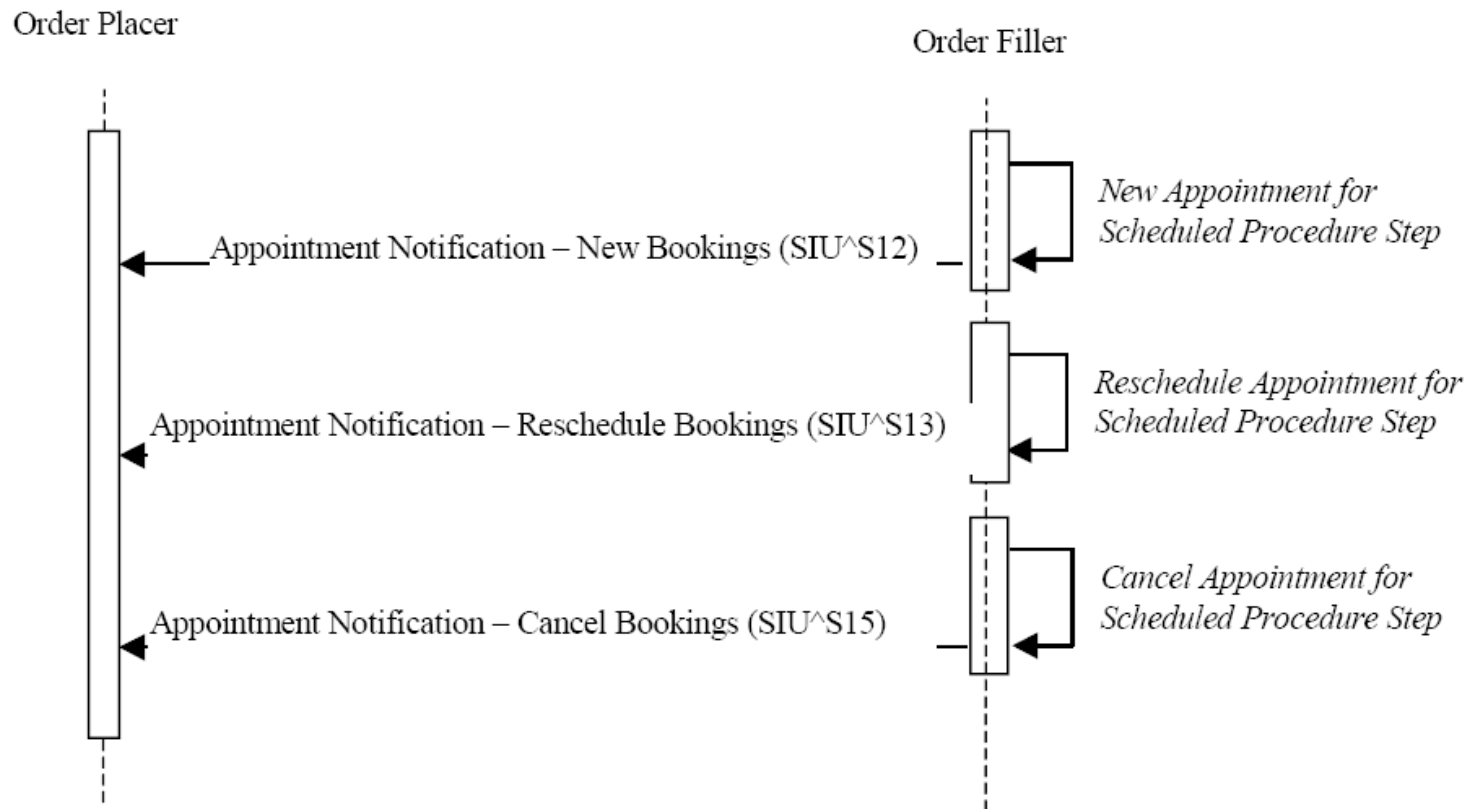 Order Placer
Order Filler
New Appointment for
Scheduled Procedure Step
Appointment Notification – New Bookings (SIU^S12)
Reschedule Appointment for
Scheduled Procedure Step
Appointment Notification – Reschedule Bookings (SIU^S13)
Cancel Appointment for
Scheduled Procedure Step
Appointment Notification – Cancel Bookings (SIU^S15)